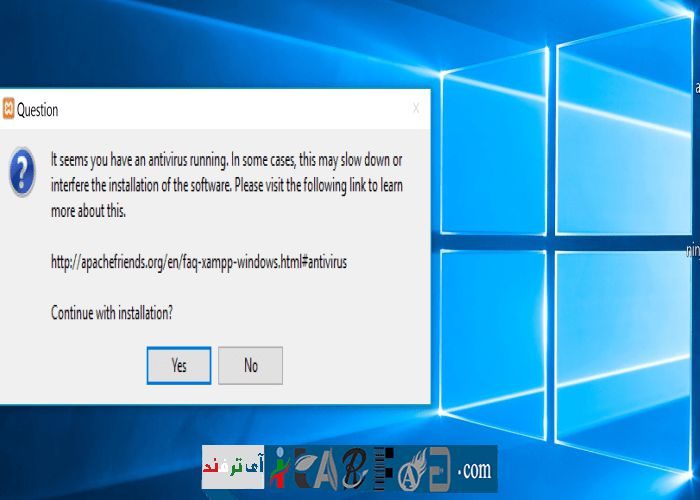 Question
It seems you have an antivirus running. In some cases, this may slow down or
interfere the installation of the software. Please visit the following link to learn
more about this.
http://apachefriends.org/en/faq-xampp-windows.html#antivirus
Continue with installation?
Yes No
آی ترفند
.com